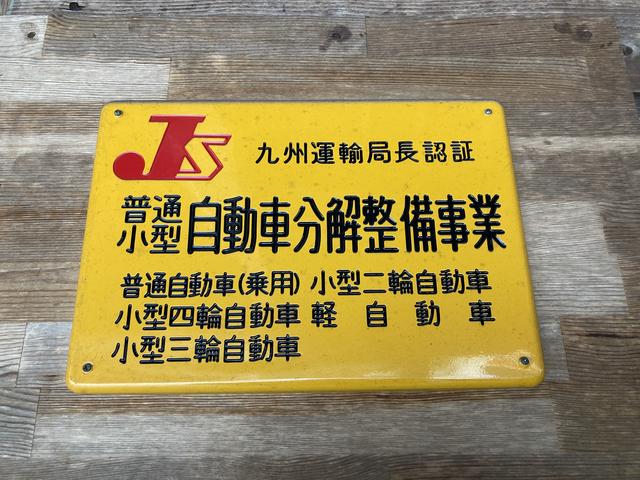 JS 九州運輸局長認証
普通
小型 自動車分解整備事業
普通自動車(乗用) 小型二輪自動車
小型四輪自動車 軽自動車
小型三輪自動車